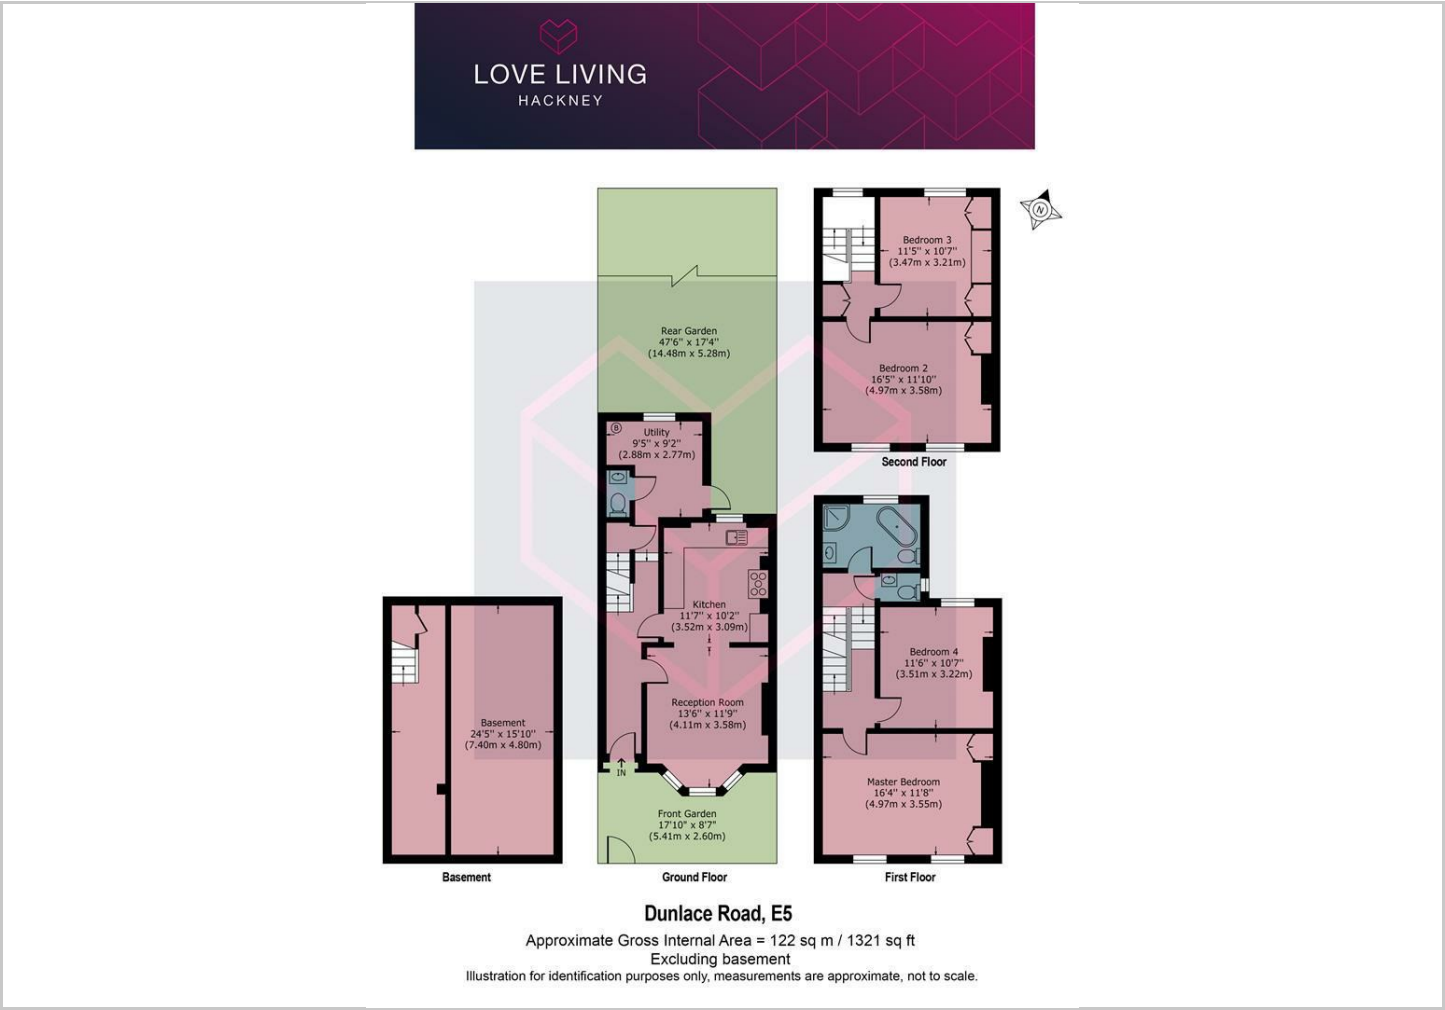 LOVE LIVING
HACKNEY
N
Bedroom 3
11'5" x 10'7"
(3.47m x 3.21m)
Bedroom 2
16'5" x 11'10"
(4.97m x 3.58m)
Second Floor
Rear Garden
47'6" x 17'4"
(14.48m x 5.28m)
B
Utility
9'5" x 9'2"
(2.88m x 2.77m)
Kitchen
11'7" x 10'2"
(3.52m x 3.09m)
Reception Room
13'6" x 11'9"
(4.11m x 3.58m)
IN
Front Garden
17'10" x 8'7"
(5.41m x 2.60m)
Ground Floor
Basement
24'5" x 15'10"
(7.40m x 4.80m)
Basement
Bedroom 4
11'6" x 10'7"
(3.51m x 3.22m)
Master Bedroom
16'4" x 11'8"
(4.97m x 3.55m)
First Floor
Dunlace Road, E5
Approximate Gross Internal Area = 122 sq m / 1321 sq ft
Excluding basement
Illustration for identification purposes only, measurements are approximate, not to scale.